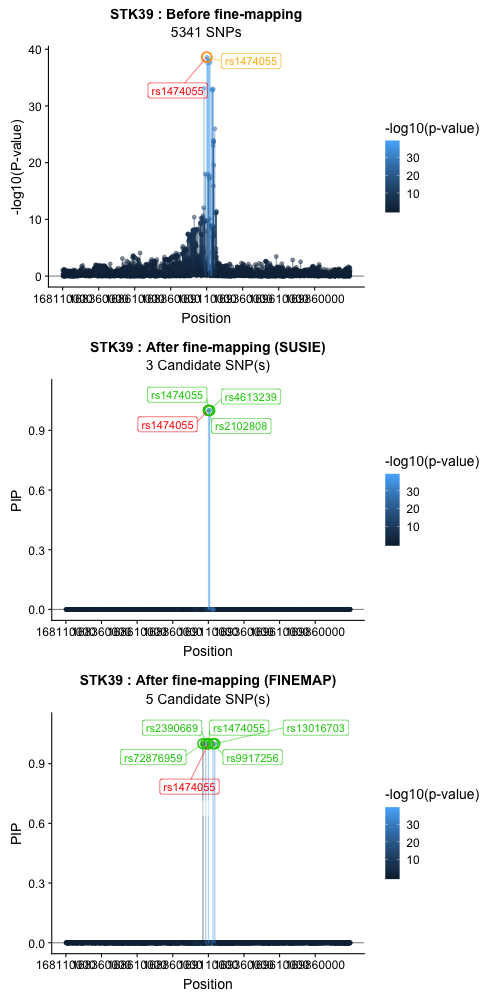 STK39 : Before fine-mapping
5341 SNPs
40
30
20
10
0
-log10(P-value)
rs1474055
rs1474055
Position
-log10(p-value)
30
20
10
STK39 : After fine-mapping (SUSIE)
3 Candidate SNP(s)
0.9
0.6
0.3
0.0
PIP
rs1474055
rs4613239
rs1474055
rs2102808
Position
-log10(p-value)
30
20
10
STK39 : After fine-mapping (FINEMAP)
5 Candidate SNP(s)
0.9
0.6
0.3
0.0
PIP
rs2390669
rs1474055
rs13016703
rs72876959
rs9917256
rs1474055
Position
-log10(p-value)
30
20
10